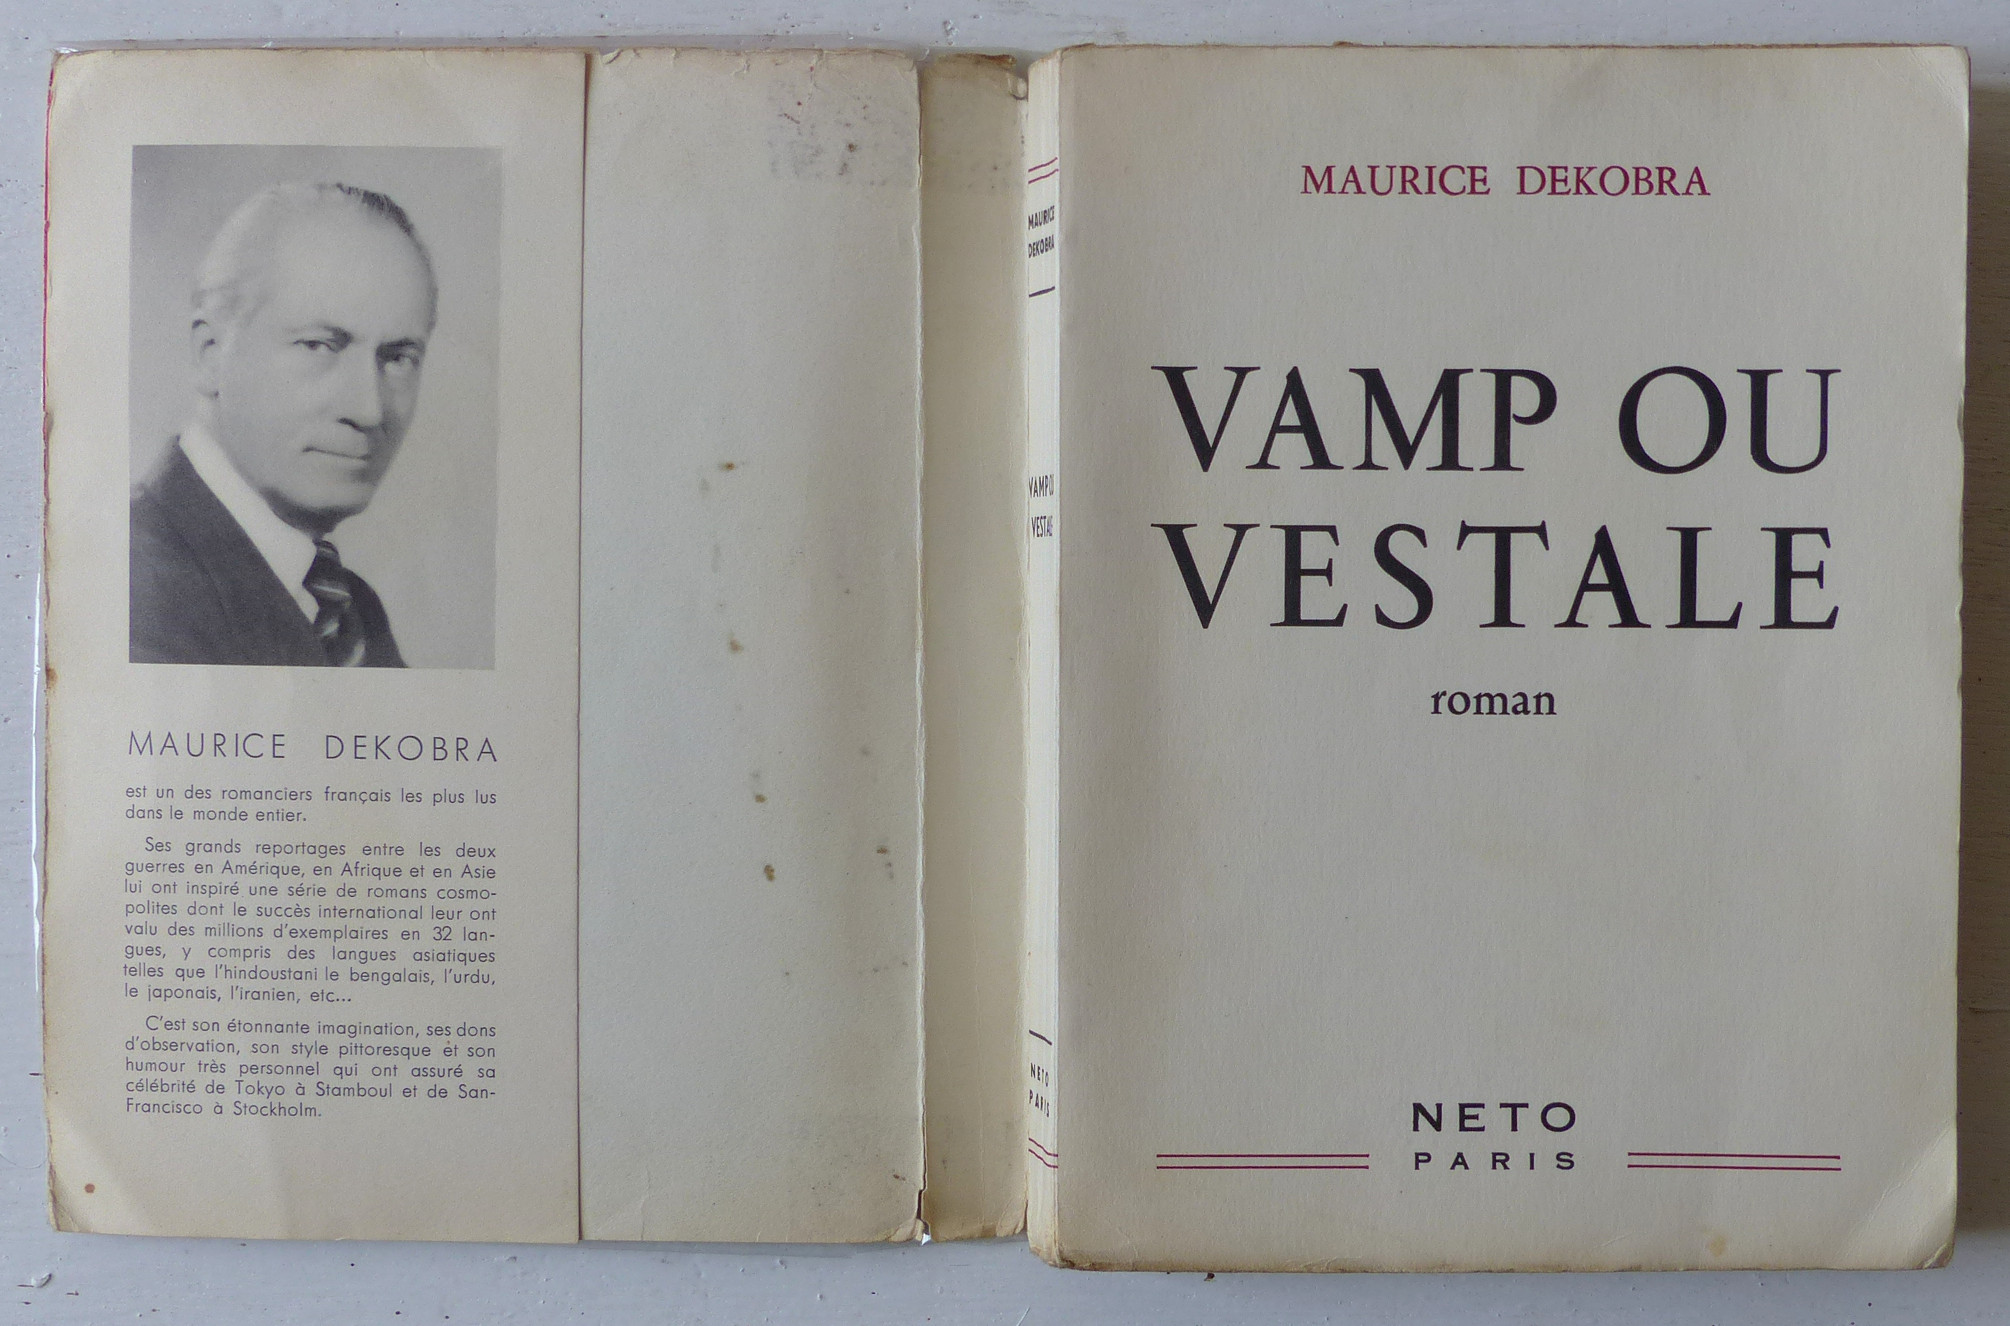 MAURICE DEKOBRA
est un des romanciers français les plus lus
dans le monde entier.
Ses grands reportages entre les deux
guerres en Amérique, en Afrique et en Asie
lui ont inspiré une série de romans cosmo-
polites dont le succès international leur ont
valu des millions d'exemplaires en 32 lan-
gues, y compris des langues asiatiques
telles que l'hindoustani le bengalais, l'urdu,
le japonais, l'iranien, etc...
C'est son étonnante imagination, ses dons
d'observation, son style pittoresque et son
humour très personnel qui ont assuré sa
célébrité de Tokyo à Stamboul et de San-
Francisco à Stockholm.
MAURICE
DEKOBRA
VAMP OU
VESTALE
NETO
PARIS
MAURICE DEKOBRA
VAMP OU
VESTALE
roman
NETO
PARIS